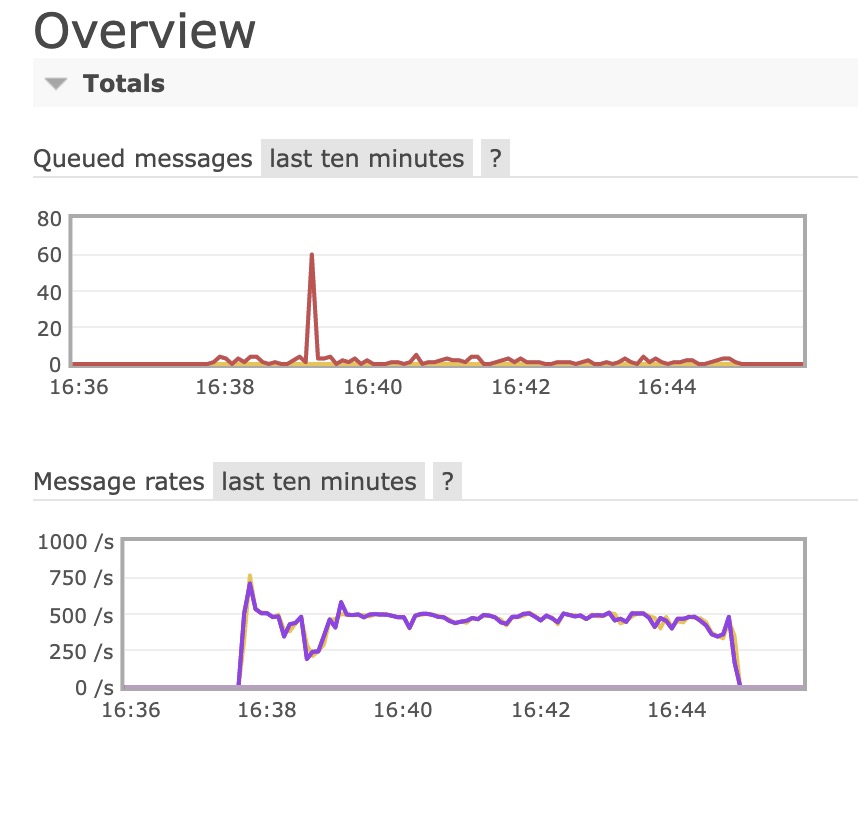 Overview
Totals
Queued messages last ten minutes ?
80
60
40
20
0
16:36 16:38 16:40 16:42 16:44
Message rates last ten minutes ?
1000 /s
750 /s
500 /s
250 /s
0 /s
16:36 16:38 16:40 16:42 16:44